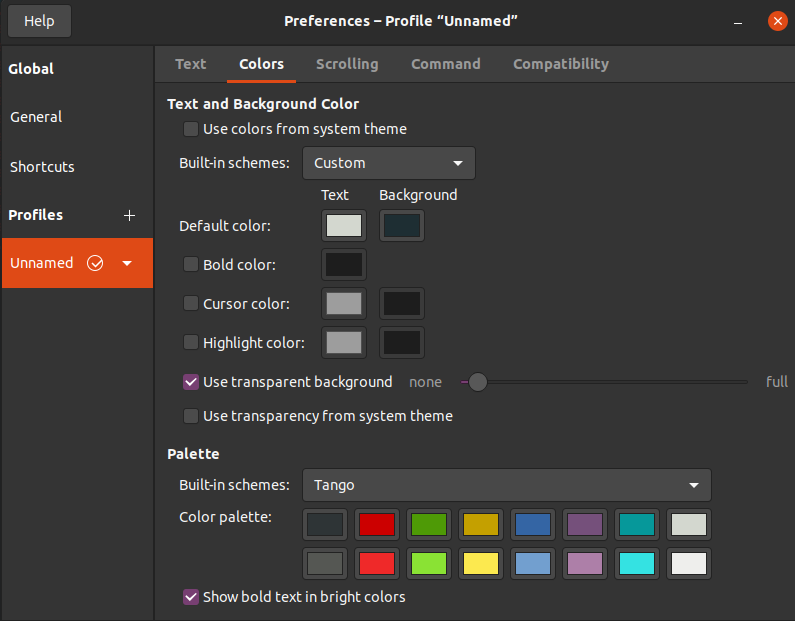 Help
Preferences – Profile “Unnamed”
Global
General
Shortcuts
Profiles
Unnamed
Text Colors Scrolling Command Compatibility
Text and Background Color
Use colors from system theme
Built-in schemes: Custom
Text Background
Default color:
Bold color:
Cursor color:
Highlight color:
Use transparent background none full
Use transparency from system theme
Palette
Built-in schemes: Tango
Color palette:
Show bold text in bright colors